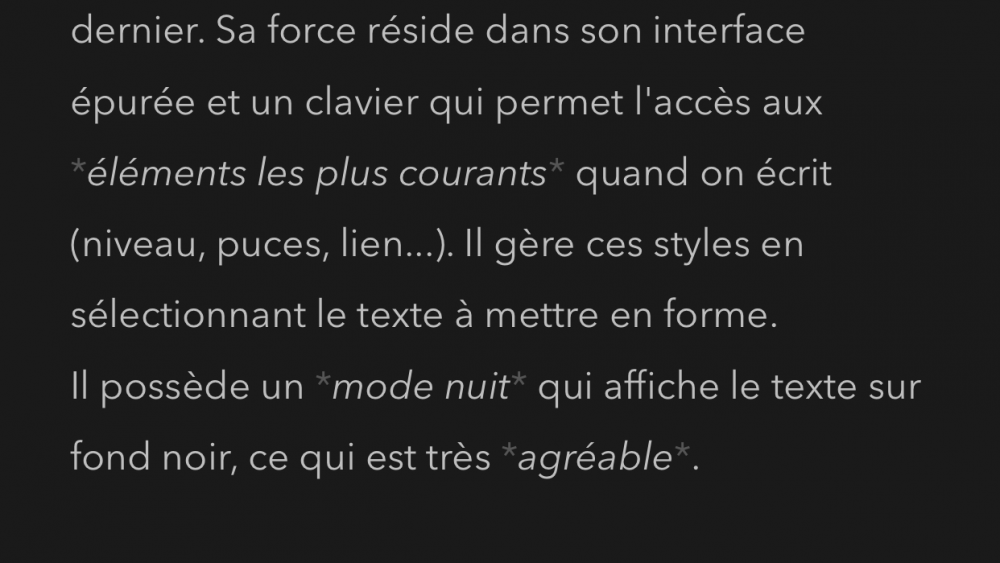 dernier. Sa force réside dans son interface
épurée et un clavier qui permet l'accès aux
*éléments les plus courants* quand on écrit
(niveau, puces, lien...). Il gère ces styles en
sélectionnant le texte à mettre en forme.
Il possède un *mode nuit* qui affiche le texte sur
fond noir, ce qui est très *agréable*.